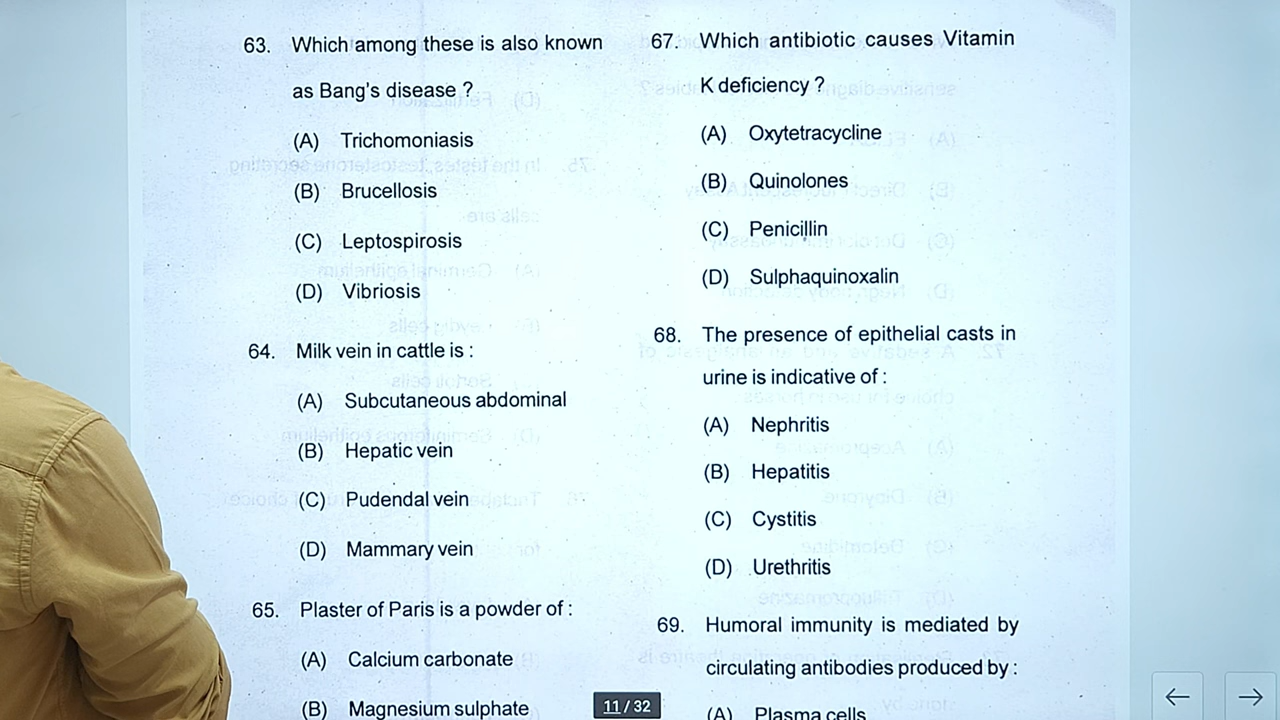 63. Which among these is also known
as Bang's disease ?
(A) Trichomoniasis
(B) Brucellosis
(C) Leptospirosis
(D) Vibriosis
64. Milk vein in cattle is :
(A) Subcutaneous abdominal
(B) Hepatic vein
(C) Pudendal vein
(D) Mammary vein
65. Plaster of Paris is a powder of :
(A) Calcium carbonate
(B) Magnesium sulphate
67. Which antibiotic causes Vitamin
K deficiency ?
(A) Oxytetracycline
(B) Quinolones
(C) Penicillin
(D) Sulphaquinoxalin
68. The presence of epithelial casts in
urine is indicative of :
(A) Nephritis
(B) Hepatitis
(C) Cystitis
(D) Urethritis
69. Humoral immunity is mediated by
circulating antibodies produced by :
(A) Plasma cells
11 / 32